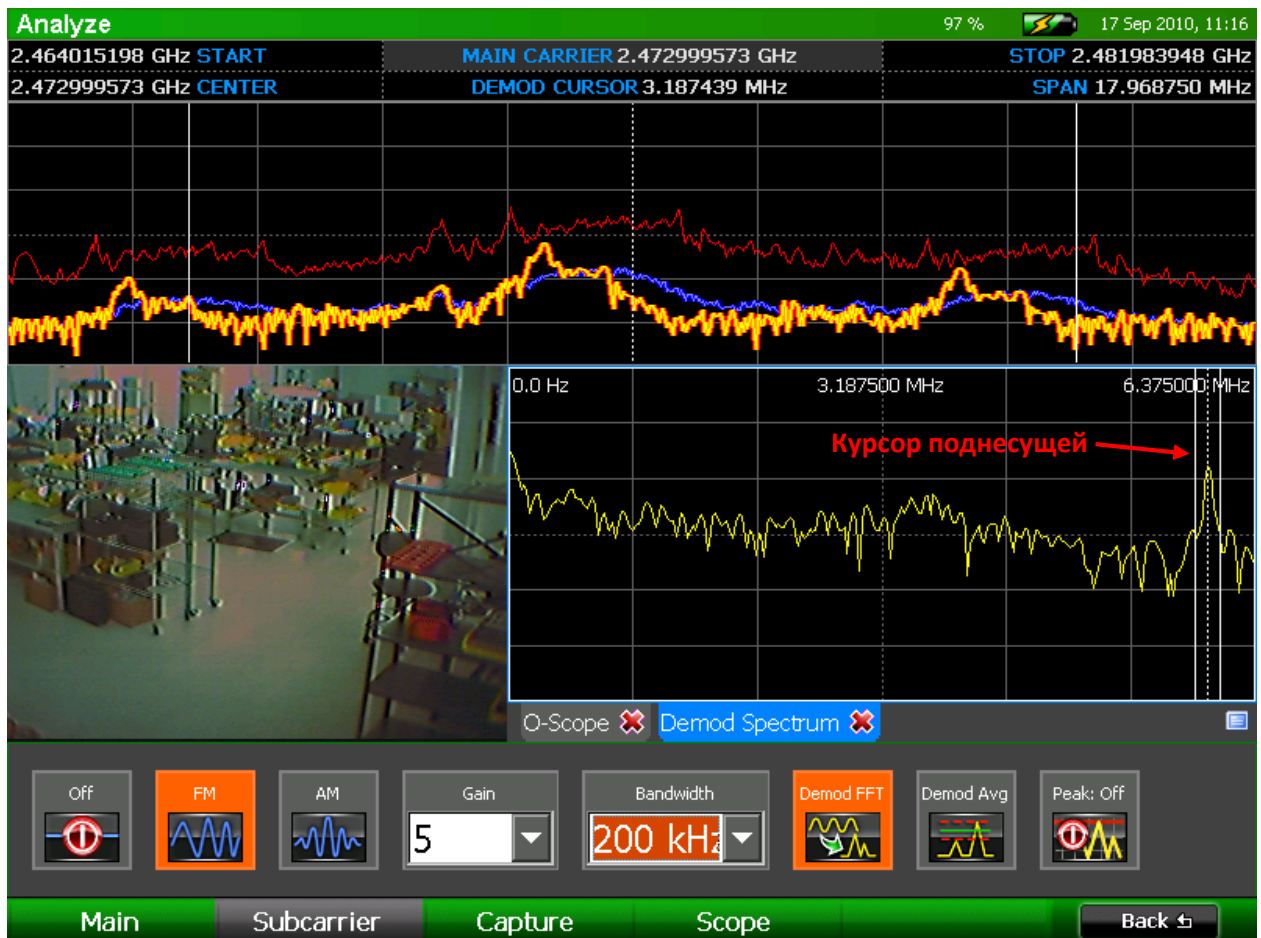 Analyze
97 %
17 Sep 2010, 11:16
2.464015198 GHz START
MAIN CARRIER 2.472999573 GHz
STOP 2.481983948 GHz
2.472999573 GHz CENTER
DEMOD CURSOR 3.187439 MHz
SPAN 17.968750 MHz
0.0 Hz
3.187500 MHz
6.375000 MHz
Курсор поднесущей
O-Scope
Demod Spectrum
Off
FM
AM
Gain
5
Bandwidth
200 kHz
Demod FFT
Demod Avg
Peak: Off
Main
Subcarrier
Capture
Scope
Back